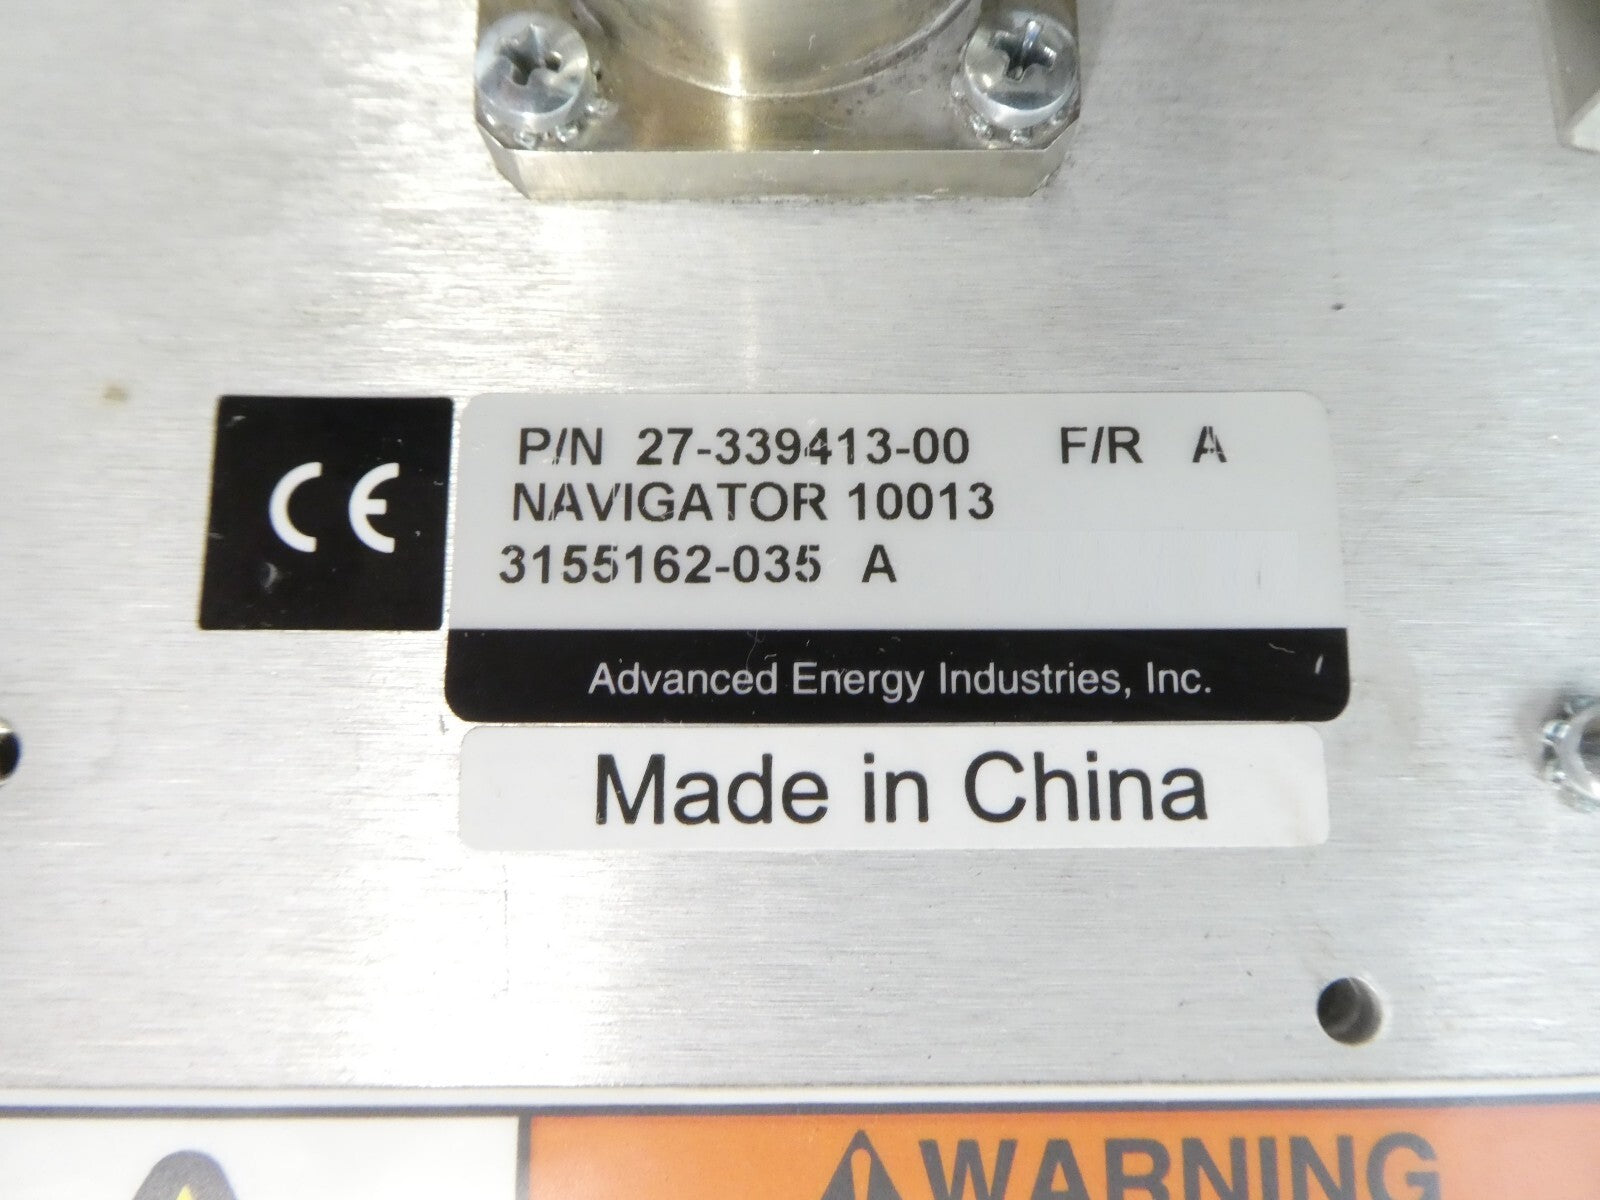 CE
P/N 27-339413-00 F/R A
NAVIGATOR 10013
3155162-035 A
Advanced Energy Industries, Inc.
Made in China
WARNING